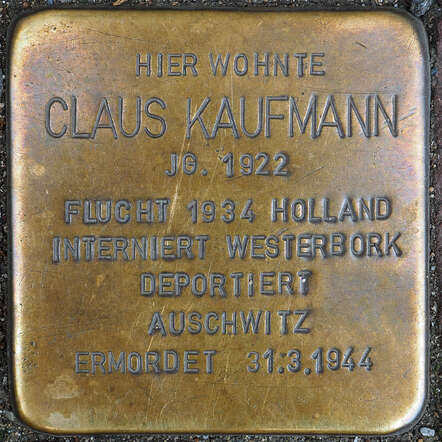 HIER WOHNTE
CLAUS KAUFMANN
JG. 1922
FLUCHT 1934 HOLLAND
INTERNIERT WESTERBORK
DEPORTIERT
AUSCHWITZ
ERMORDET 31.3.1944